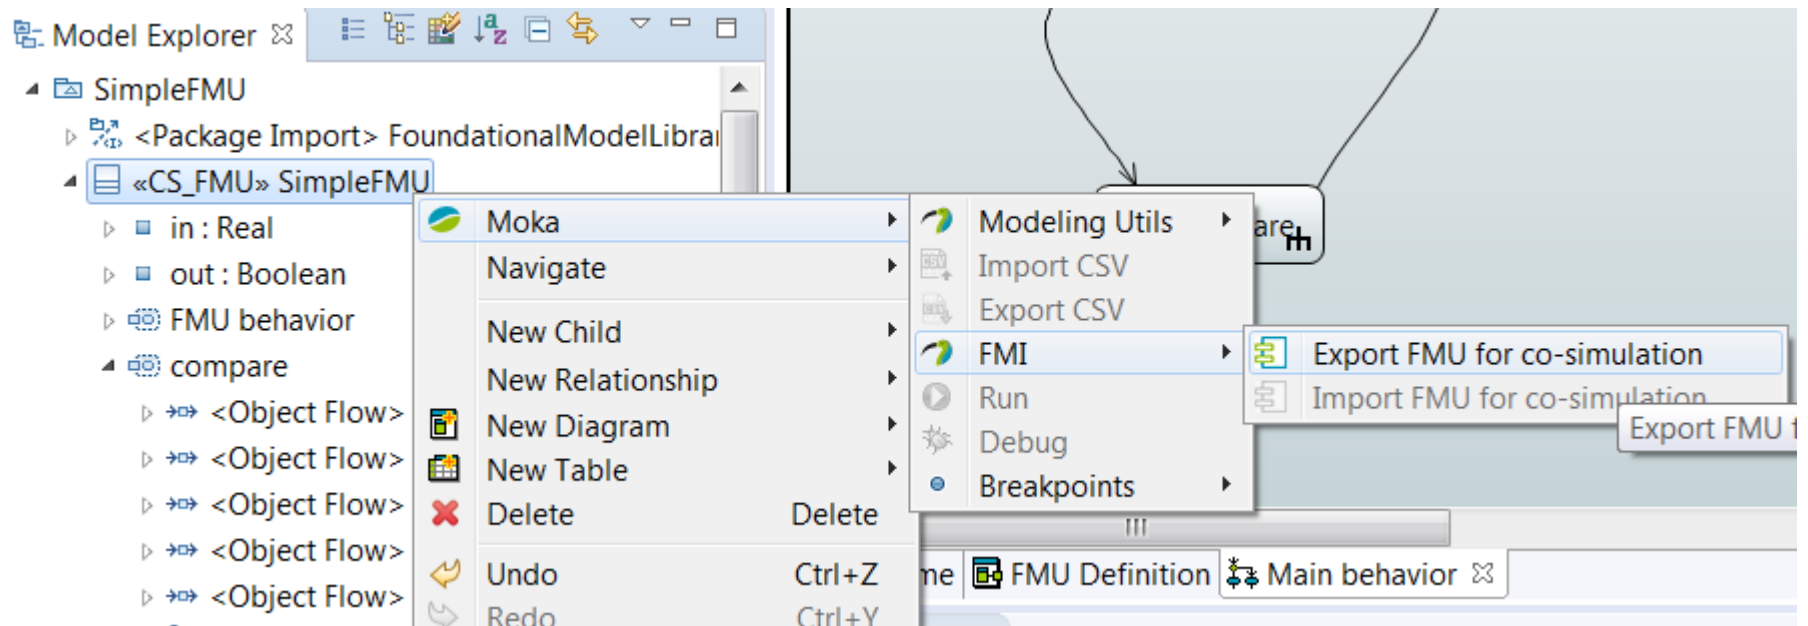 Model Explorer
SimpleFMU
<Package Import> FoundationalModelLibrar
«CS_FMU» SimpleFMU
in : Real
out : Boolean
FMU behavior
compare
<Object Flow>
<Object Flow>
<Object Flow>
<Object Flow>
<Object Flow>
Moka
Navigate
New Child
New Relationship
New Diagram
New Table
Delete Delete
Undo Ctrl+Z
Redo Ctrl+Y
Modeling Utils
Import CSV
Export CSV
FMI
Run
Debug
Breakpoints
Export FMU for co-simulation
Import FMU for co-simulation
Export FMU f
are
me FMU Definition Main behavior